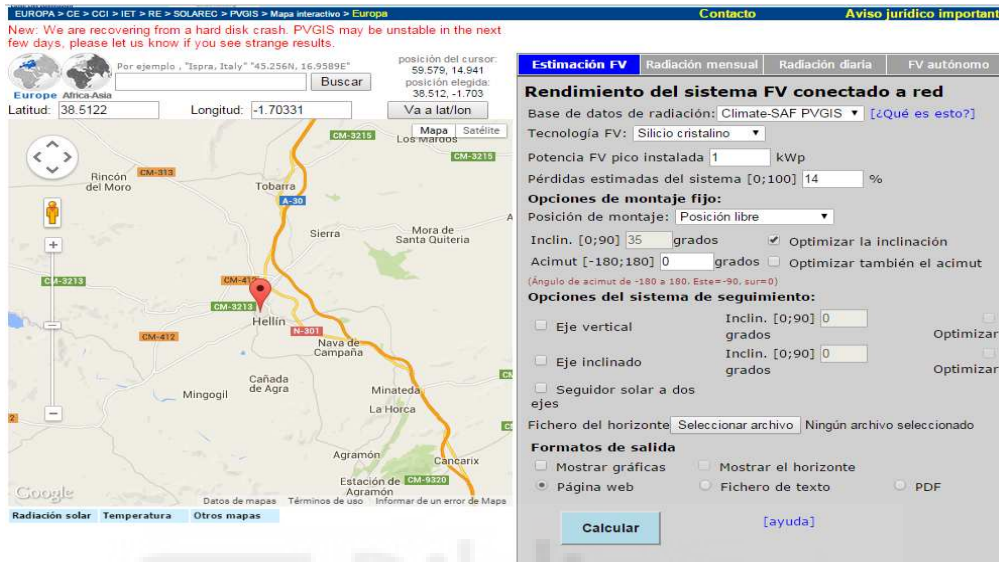 EUROPA > CE > CCI > IET > RE > SOLAREC > PVGIS > Mapa interactivo > Europa
Contacto
Aviso jurídico important
New: We are recovering from a hard disk crash. PVGIS may be unstable in the next
few days, please let us know if you see strange results.
Europe
Africa-Asia
Por ejemplo , "Ispra, Italy" "45.256N, 16.9589E"
Buscar
posición del cursor:
59.579, 14.941
posición elegida:
38.512, -1.703
Latitud: 38.5122
Longitud: -1.70331
Va a lat/lon
Mapa Satélite
CM-3215
Los Mardos
CM-3215
CM-313
Rincón
del Moro
Tobarra
A-30
Sierra
Mora de
Santa Quiteria
A
CM-3213
CM-412
CM-3213
Hellín
CM-412
N-301
Nava de
Campaña
CM
Cañada
de Agra
Mingogil
Minateda
La Horca
2
CM
Agramón
Cancarix
Estación de
Agramón
CM-9320
Google
Datos de mapas Términos de uso Informar de un error de Maps
Radiación solar Temperatura Otros mapas
Estimación FV Radiación mensual Radiación diaria FV autónomo
Rendimiento del sistema FV conectado a red
Base de datos de radiación: Climate-SAF PVGIS [¿Qué es esto?]
Tecnología FV: Silicio cristalino
Potencia FV pico instalada 1 kWp
Pérdidas estimadas del sistema [0;100] 14 %
Opciones de montaje fijo:
Posición de montaje: Posición libre
Inclin. [0;90] 35 grados Optimizar la inclinación
Acimut [-180;180] 0 grados Optimizar también el acimut
(Ángulo de acimut de -180 a 180. Este=-90, sur=0)
Opciones del sistema de seguimiento:
Eje vertical
Inclin. [0;90] 0
grados
Optimizar
Eje inclinado
Inclin. [0;90] 0
grados
Optimizar
Seguidor solar a dos
ejes
Fichero del horizonte Seleccionar archivo Ningún archivo seleccionado
Formatos de salida
Mostrar gráficas Mostrar el horizonte
Página web Fichero de texto PDF
Calcular
[ayuda]